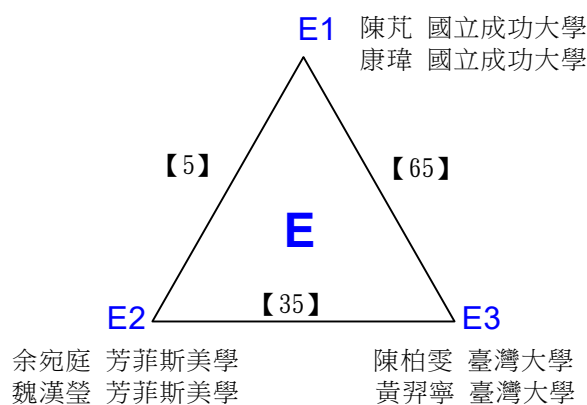 E1
陳芃 國立成功大學
康瑋 國立成功大學
【5】
【65】
E
【35】
E2
E3
余宛庭 芳菲斯美學
魏漢瑩 芳菲斯美學
陳柏雯 臺灣大學
黃羿寧 臺灣大學